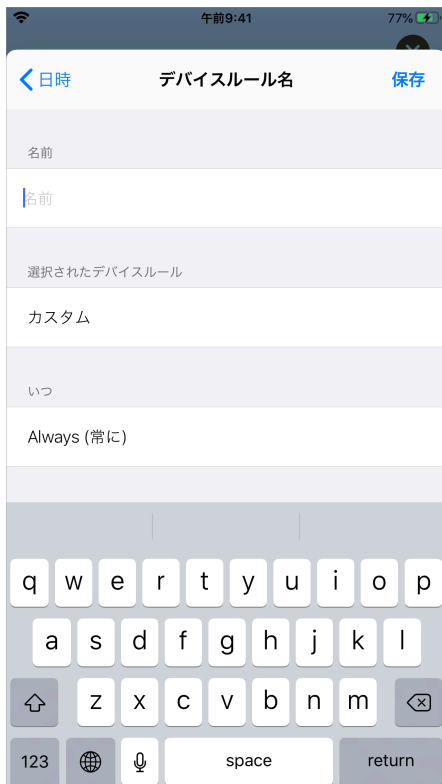 午前9:41 77%
日時 デバイスルール名 保存
名前
名前
選択されたデバイスルール
カスタム
いつ
Always (常に)
q w e r t y u i o p
a s d f g h j k l
z x c v b n m
123 space return